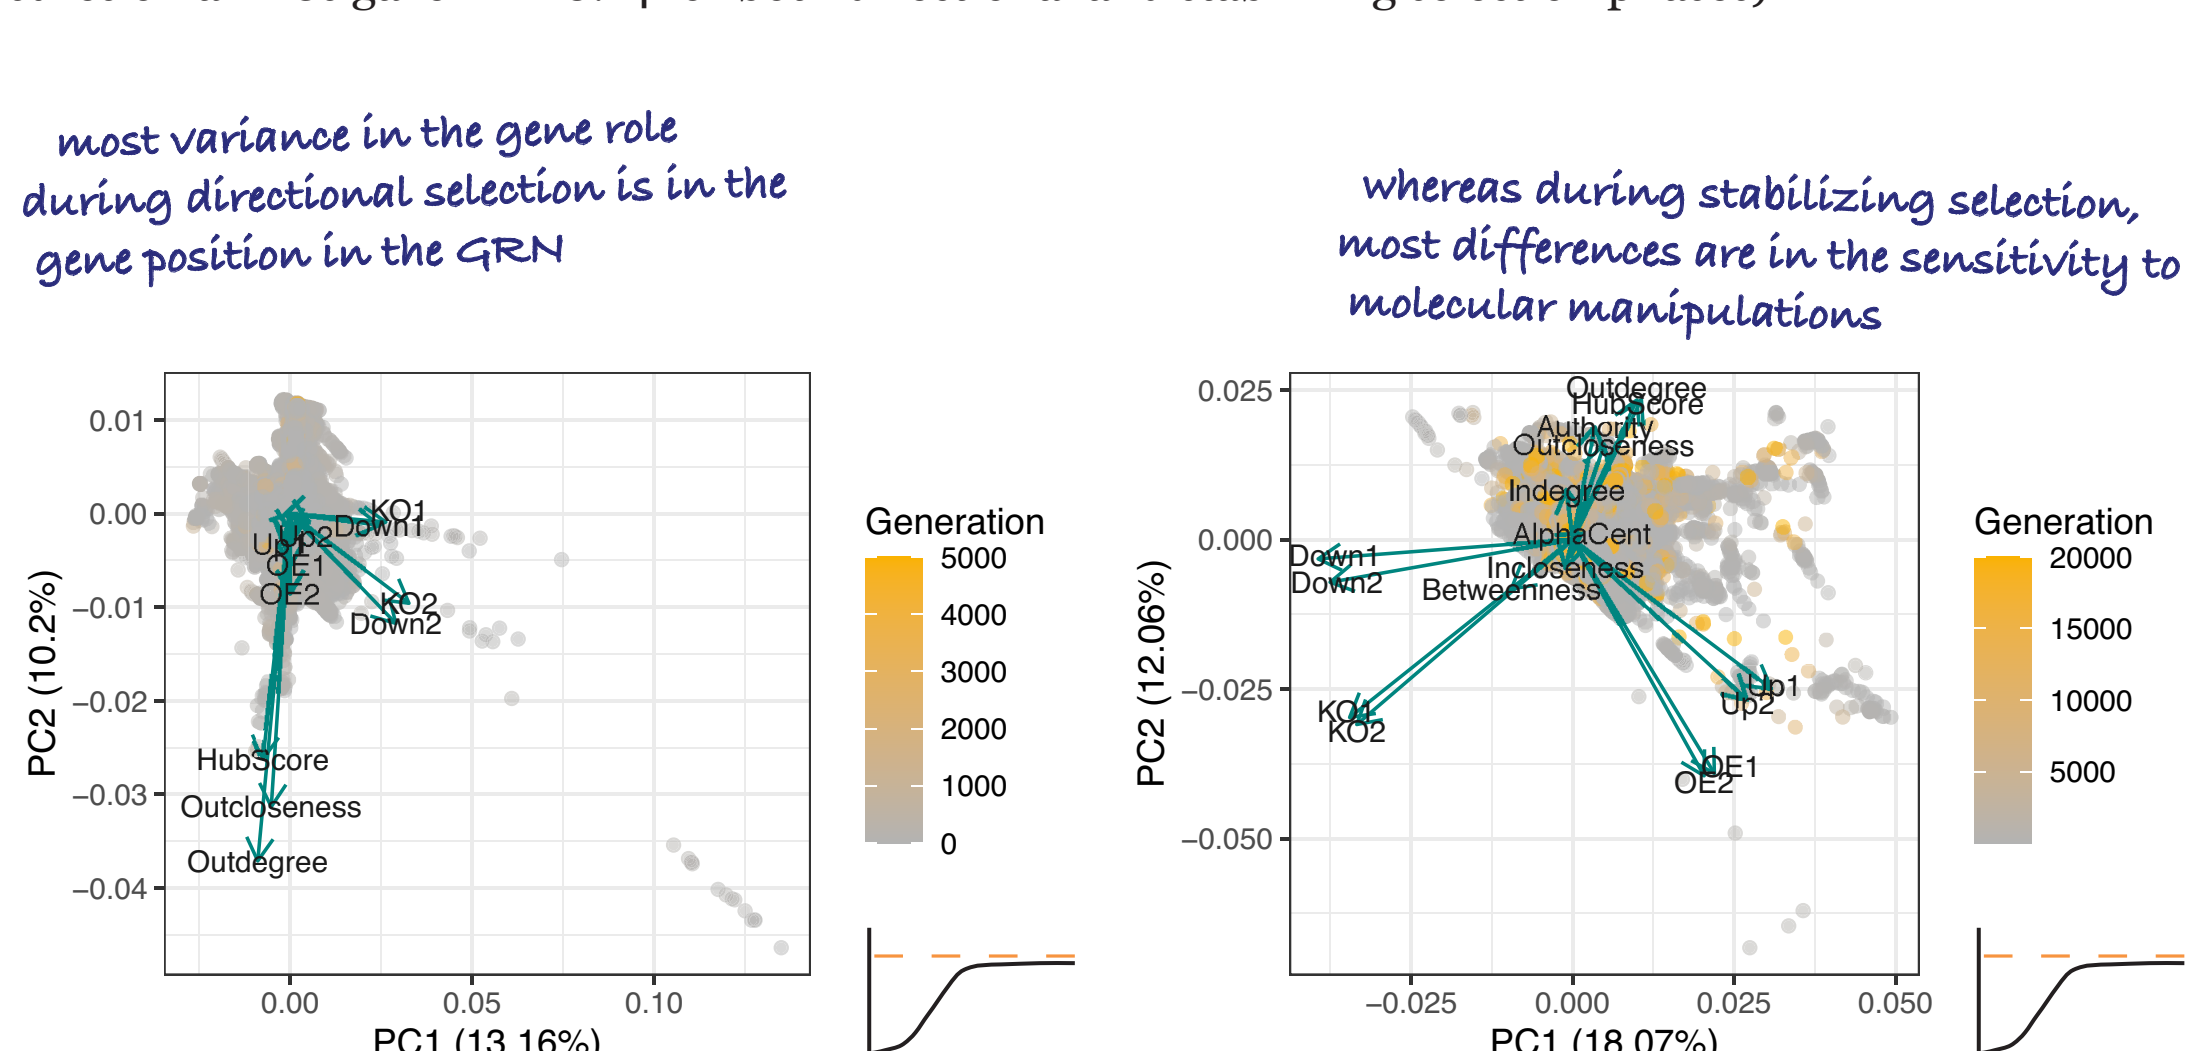 most variance in the gene role
during directional selection is in the
gene position in the GRN
whereas during stabilizing selection,
most differences are in the sensitivity to
molecular manipulations
0.01
0.00
−0.01
−0.02
−0.03
−0.04
PC2 (10.2%)
KO1
Down1
Up2
Up1
OE1
OE2
KO2
Down2
HubScore
Outcloseness
Outdegree
0.00
0.05
0.10
PC1 (13.16%)
Generation
5000
4000
3000
2000
1000
0
0.025
0.000
−0.025
−0.050
PC2 (12.06%)
Outdegree
HubScore
Authority
Outcloseness
Indegree
AlphaCent
Down1
Incloseness
Down2
Betweenness
Up1
Up2
KO1
KO2
OE1
OE2
−0.025
0.000
0.025
0.050
PC1 (18.07%)
Generation
20000
15000
10000
5000